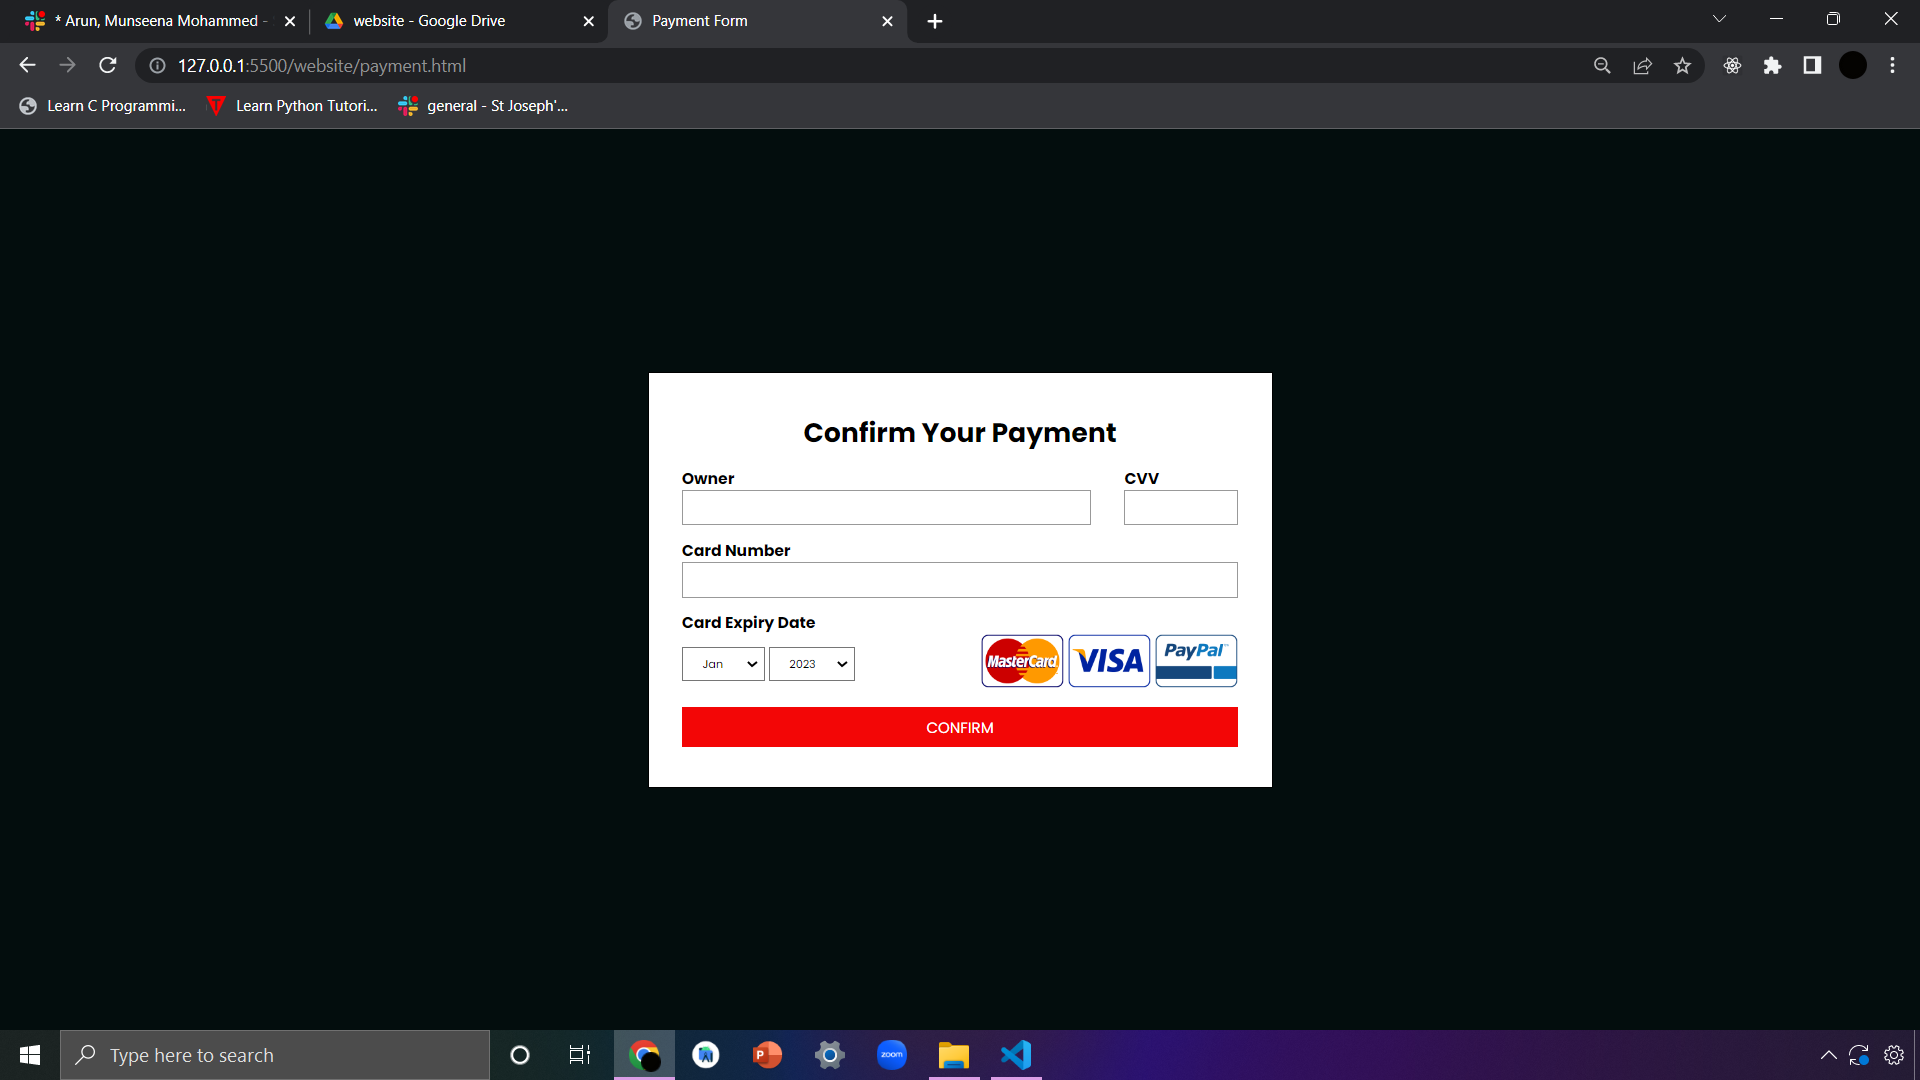 * Arun, Munseena Mohammed -
website - Google Drive
Payment Form
127.0.0.1:5500/website/payment.html
Learn C Programmi...
Learn Python Tutori...
general - St Joseph'...
Confirm Your Payment
Owner
CVV
Card Number
Card Expiry Date
Jan
2023
MasterCard
VISA
PayPal
CONFIRM
Type here to search
zoom